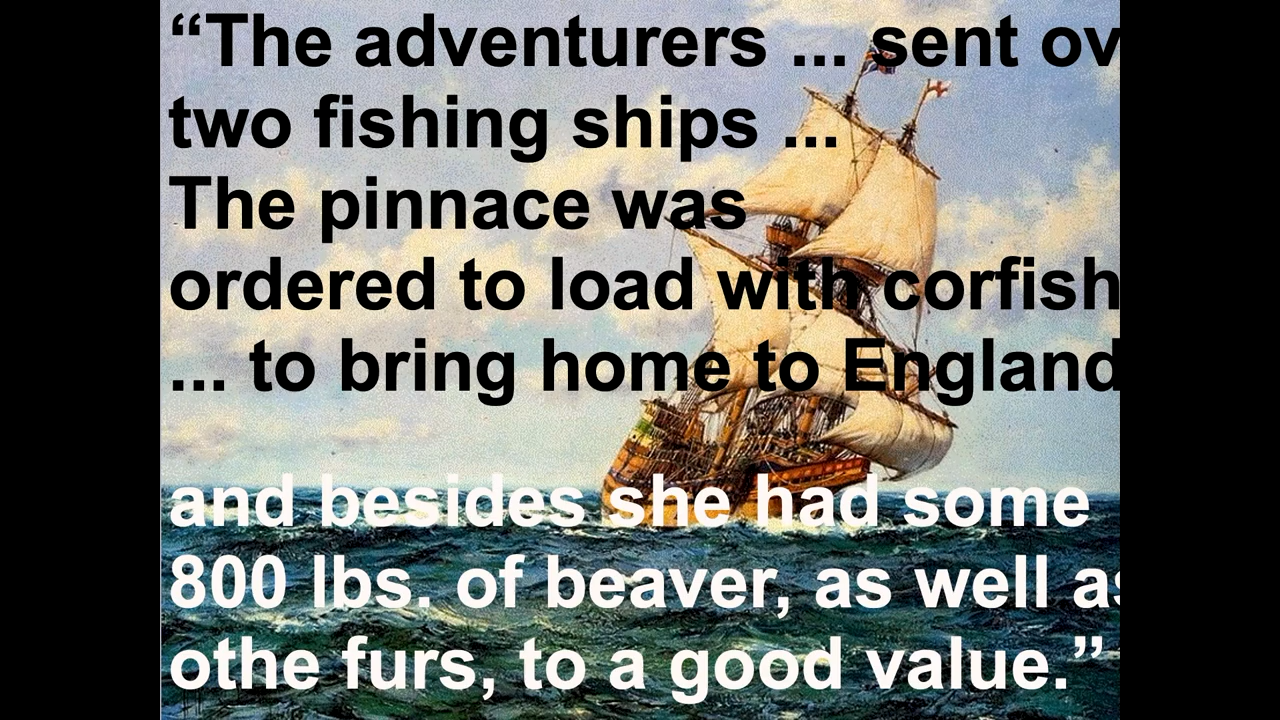 “The adventurers ... sent ov
two fishing ships ...
The pinnace was
ordered to load with corfish
... to bring home to England
and besides she had some
800 lbs. of beaver, as well as
othe furs, to a good value.”